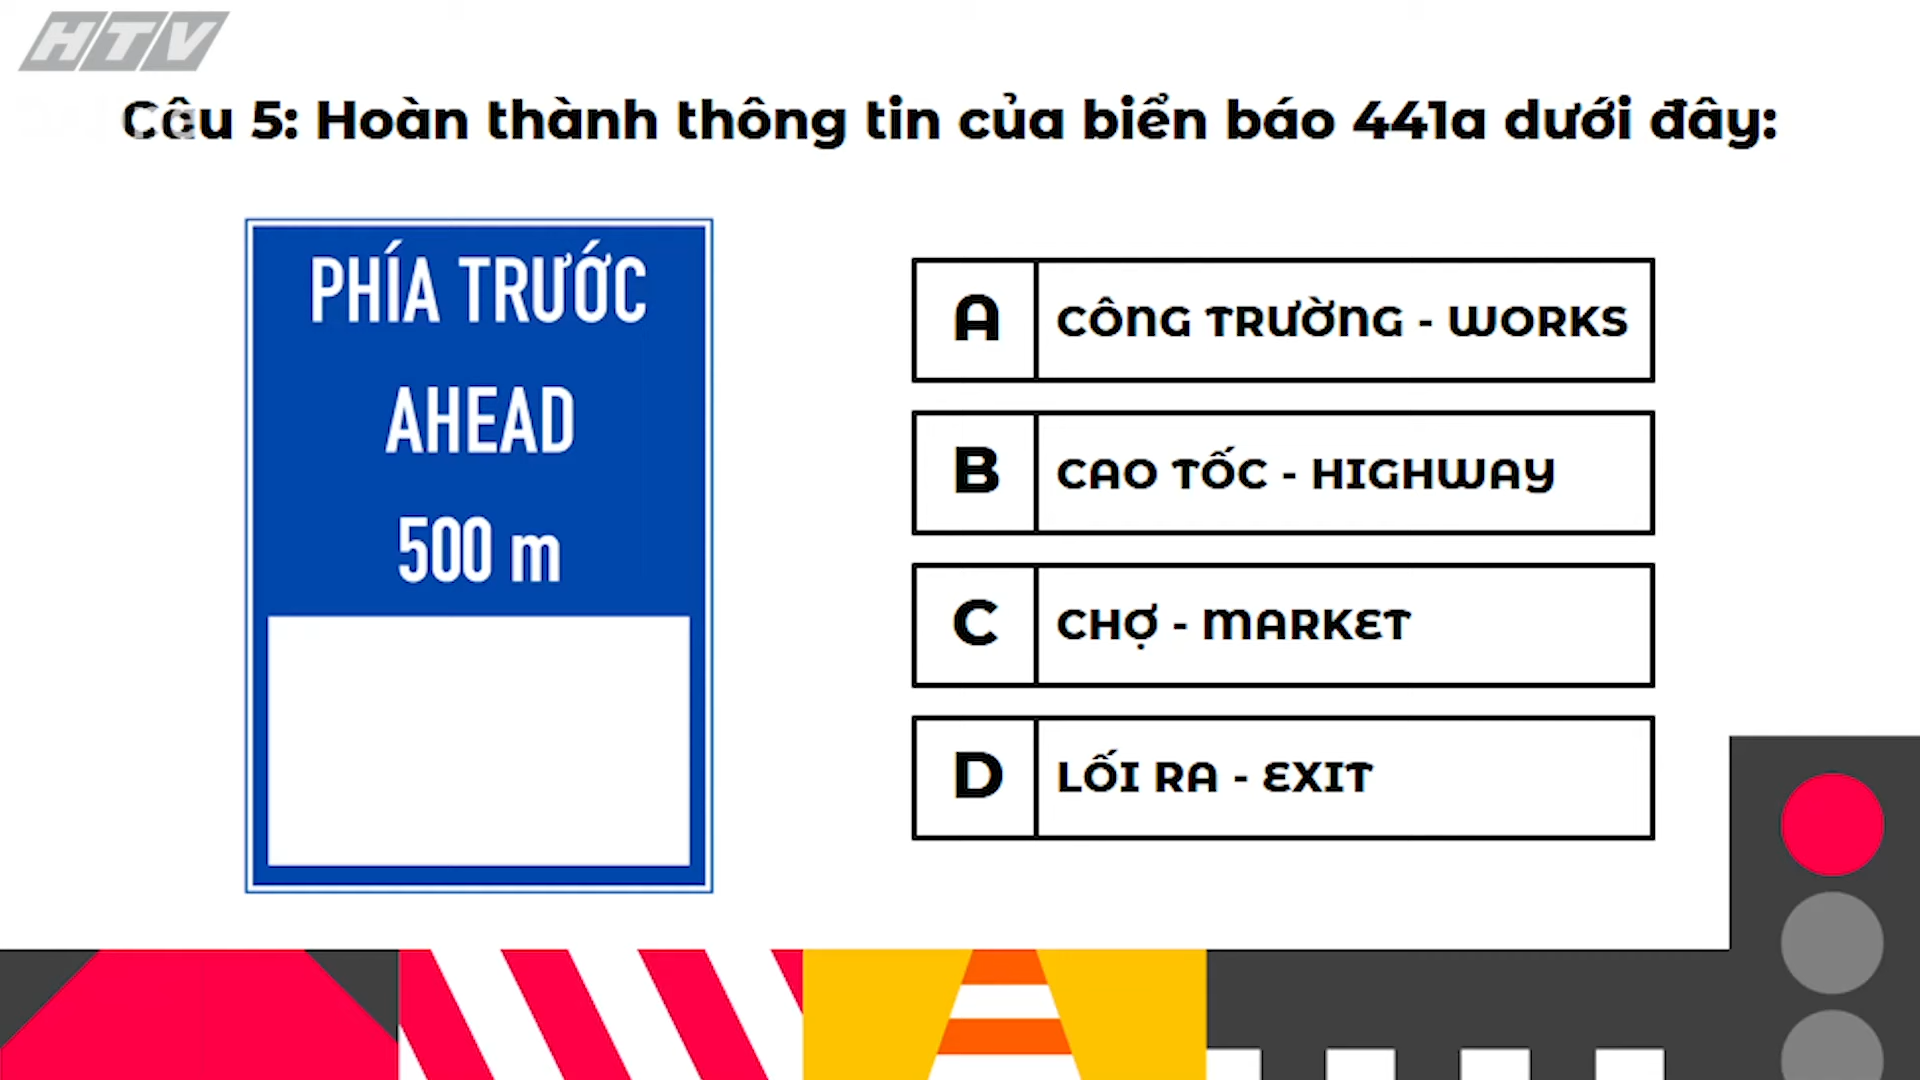 HTV
Câu 5: Hoàn thành thông tin của biển báo 441a dưới đây:
PHÍA TRƯỚC
AHEAD
500 m
A CÔNG TRƯỜNG - WORKS
B CAO TỐC - HIGHWAY
C CHỢ - MARKET
D LỐI RA - EXIT